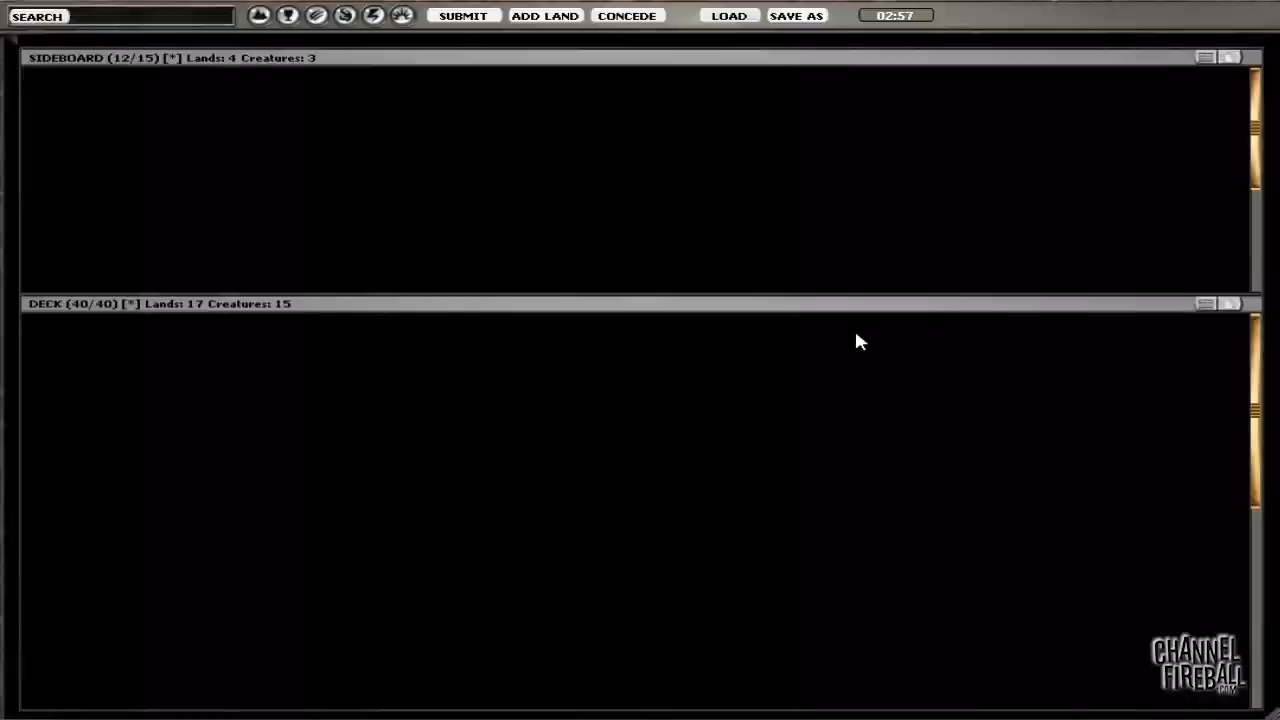 SEARCH SUBMIT ADD LAND CONCEDE LOAD SAVE AS 02:57
SIDEBOARD (12/15) [*] Lands: 4 Creatures: 3
DECK (40/40) [*] Lands: 17 Creatures: 15
CHANNEL
FIREBALL
.COM